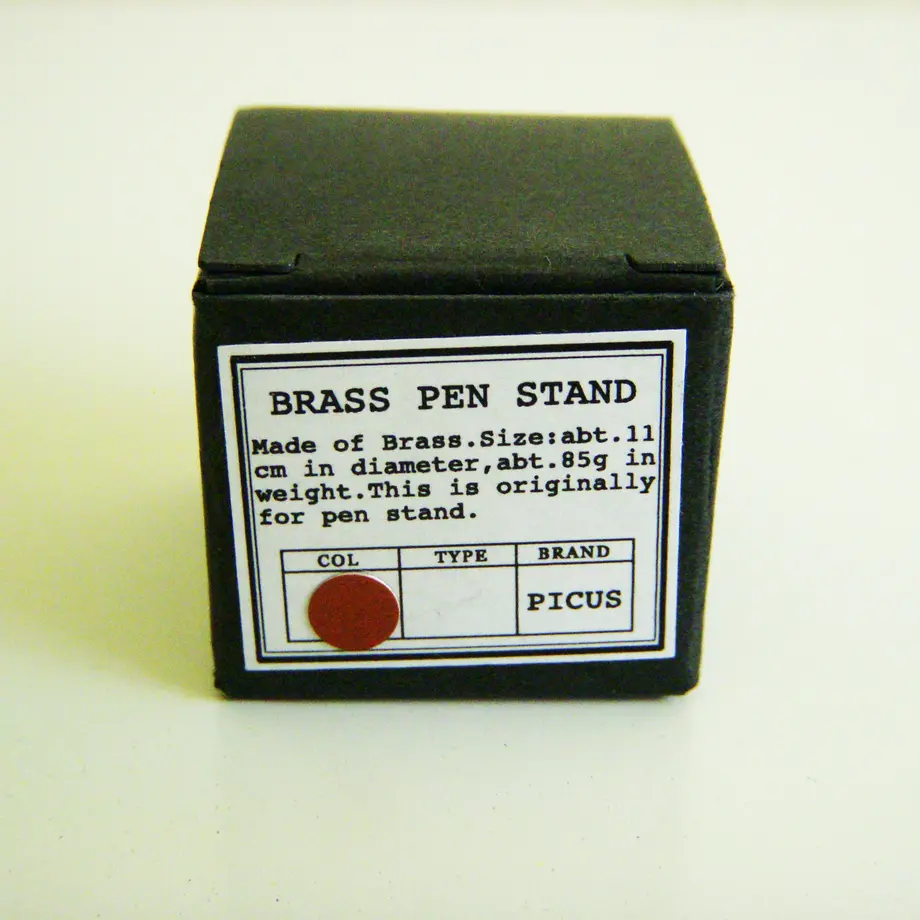 BRASS PEN STAND
Made of Brass.Size:abt.11
cm in diameter,abt.85g in
weight.This is originally
for pen stand.
COL TYPE BRAND
PICUS